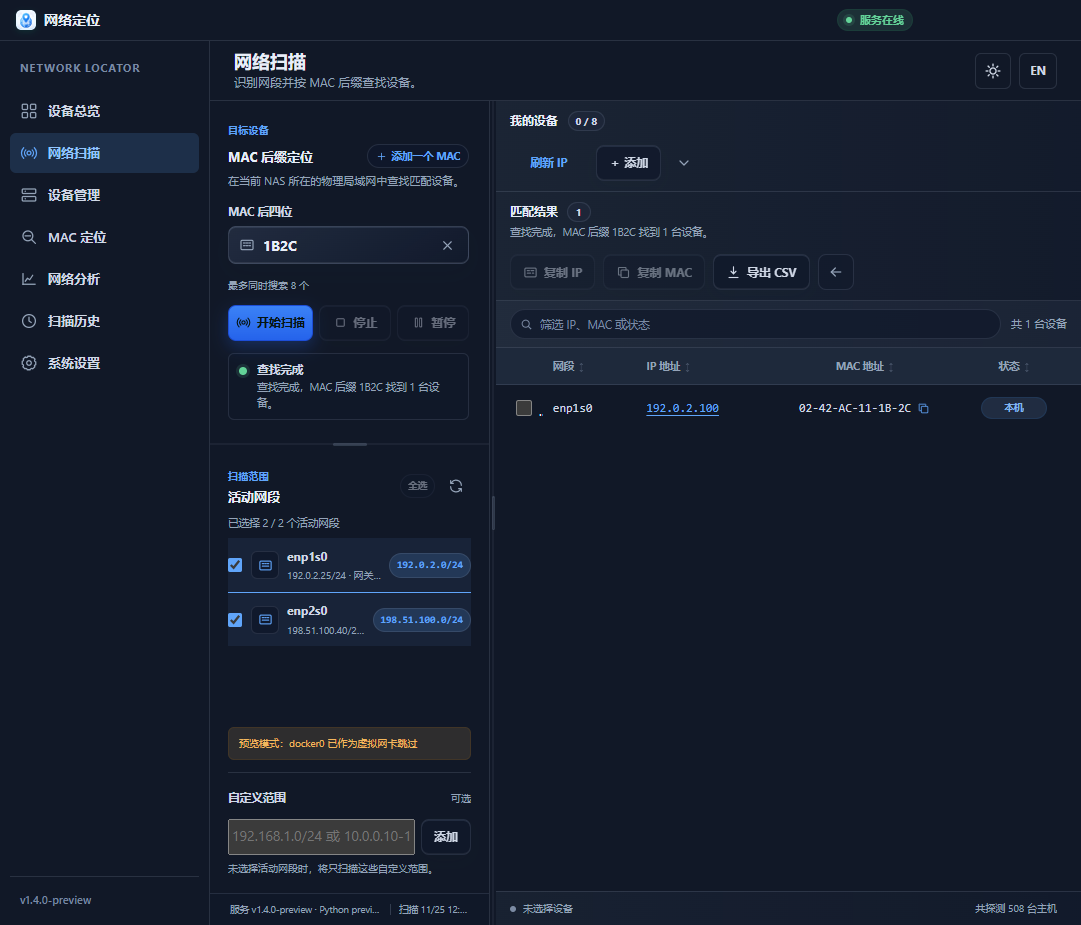 网络定位
服务在线
NETWORK LOCATOR
设备总览
网络扫描
设备管理
MAC 定位
网络分析
扫描历史
系统设置
v1.4.0-preview
网络扫描
识别网段并按 MAC 后缀查找设备。
EN
目标设备
MAC 后缀定位
+ 添加一个 MAC
在当前 NAS 所在的物理局域网中查找匹配设备。
MAC 后四位
1B2C
最多同时搜索 8 个
开始扫描
停止
暂停
查找完成
查找完成，MAC 后缀 1B2C 找到 1 台设
备。
扫描范围
活动网段
全选
已选择 2 / 2 个活动网段
enp1s0
192.0.2.25/24 · 网关...
192.0.2.0/24
enp2s0
198.51.100.40/2...
198.51.100.0/24
预览模式：docker0 已作为虚拟网卡跳过
自定义范围
可选
192.168.1.0/24 或 10.0.0.10-1
添加
未选择活动网段时，将只扫描这些自定义范围。
服务 v1.4.0-preview · Python previ...
扫描 11/25 12:...
我的设备
0 / 8
刷新 IP
+ 添加
匹配结果
1
查找完成，MAC 后缀 1B2C 找到 1 台设备。
复制 IP
复制 MAC
导出 CSV
筛选 IP、MAC 或状态
共 1 台设备
网段
IP 地址
MAC 地址
状态
enp1s0
192.0.2.100
02-42-AC-11-1B-2C
本机
未选择设备
共探测 508 台主机